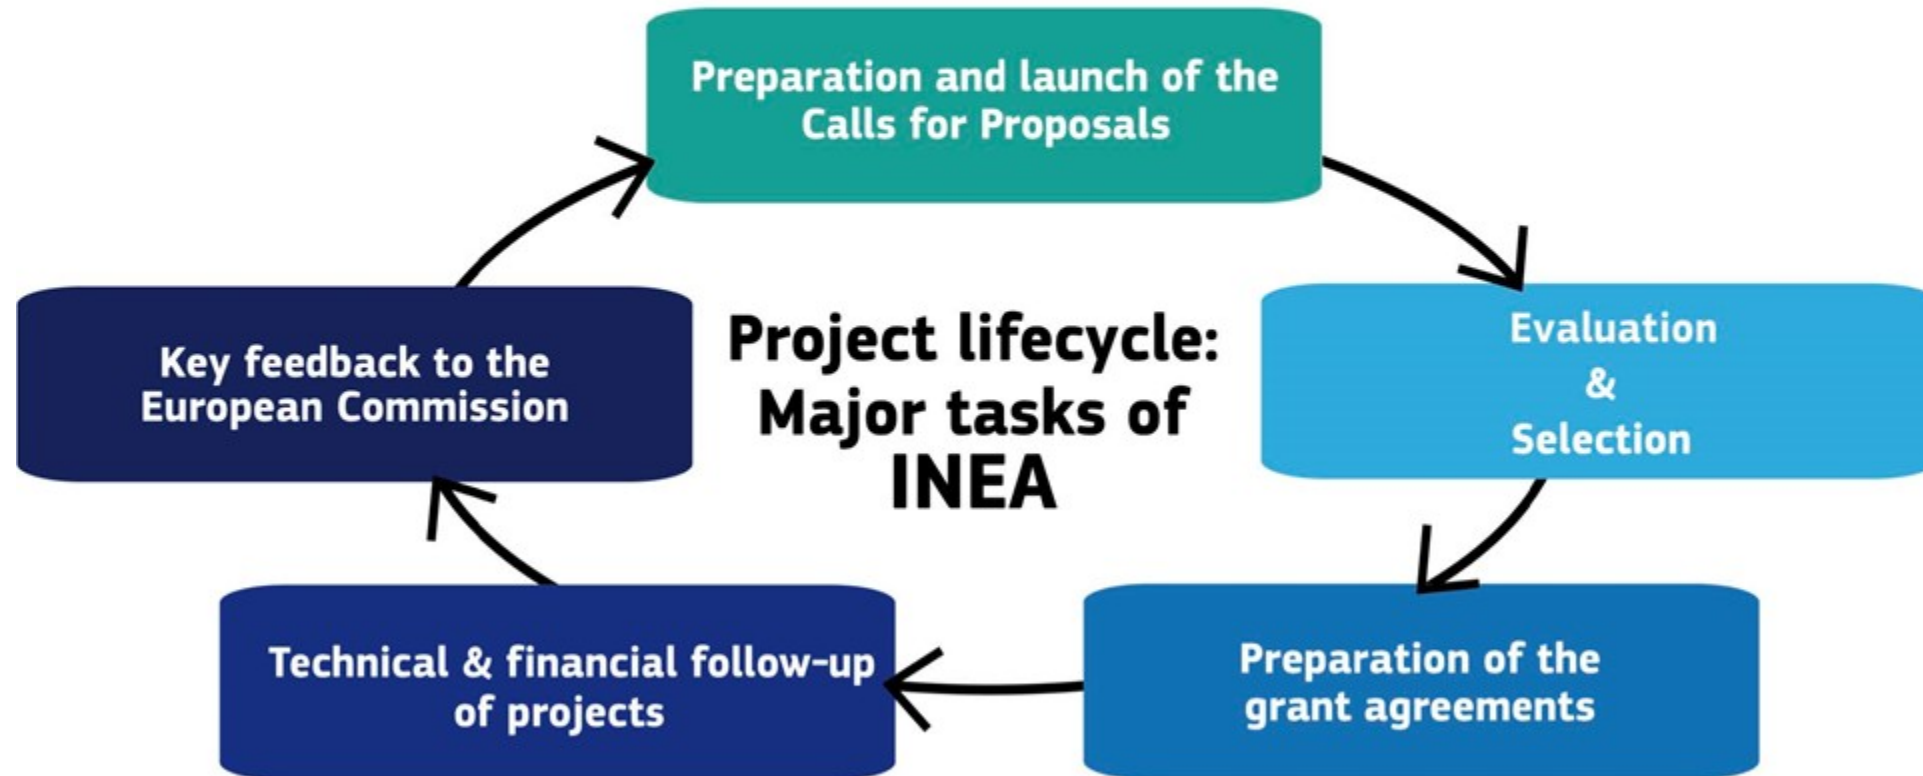 Preparation and launch of the
Calls for Proposals
Evaluation
&
Selection
Preparation of the
grant agreements
Technical & financial follow-up
of projects
Key feedback to the
European Commission
Project lifecycle:
Major tasks of
INEA